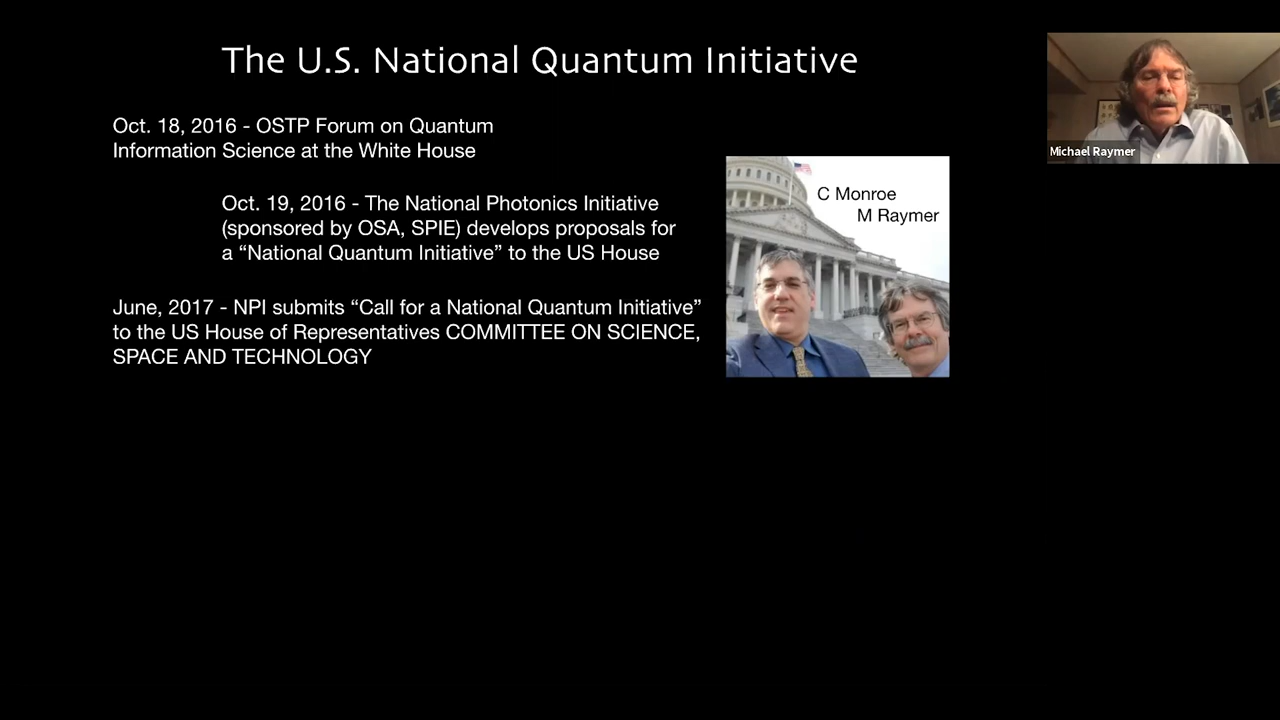 The U.S. National Quantum Initiative
Oct. 18, 2016 - OSTP Forum on Quantum
Information Science at the White House
Oct. 19, 2016 - The National Photonics Initiative
(sponsored by OSA, SPIE) develops proposals for
a “National Quantum Initiative” to the US House
June, 2017 - NPI submits “Call for a National Quantum Initiative”
to the US House of Representatives COMMITTEE ON SCIENCE,
SPACE AND TECHNOLOGY
C Monroe
M Raymer
Michael Raymer